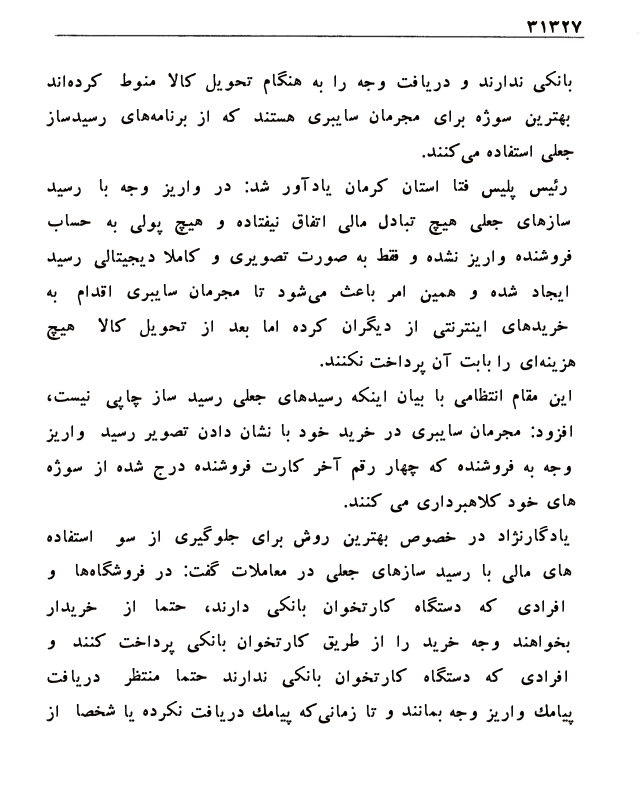 ۳۱۳۲۷
بانکی ندارند و دریافت وجه را به هنگام تحویل کالا منوط کرده‌اند
بهترین سوژه برای مجرمان سایبری هستند که از برنامه‌های رسیدساز
جعلی استفاده می‌کنند.
رئیس پلیس فتا استان کرمان یادآور شد: در واریز وجه با رسید
سازهای جعلی هیچ تبادل مالی اتفاق نیفتاده و هیچ پولی به حساب
فروشنده واریز نشده و فقط به صورت تصویری و کاملا دیجیتالی رسید
ایجاد شده و همین امر باعث می‌شود تا مجرمان سایبری اقدام به
خریدهای اینترنتی از دیگران کرده اما بعد از تحویل کالا هیچ
هزینه‌ای را بابت آن پرداخت نکنند.
این مقام انتظامی با بیان اینکه رسیدهای جعلی رسید ساز چاپی نیست،
افزود: مجرمان سایبری در خرید خود با نشان دادن تصویر رسید واریز
وجه به فروشنده که چهار رقم آخر کارت فروشنده درج شده از سوژه
های خود کلاهبرداری می کنند.
یادگارنژاد در خصوص بهترین روش برای جلوگیری از سو استفاده
های مالی با رسید سازهای جعلی در معاملات گفت: در فروشگاه‌ها و
افرادی که دستگاه کارتخوان بانکی دارند، حتما از خریدار
بخواهند وجه خرید را از طریق کارتخوان بانکی پرداخت کنند و
افرادی که دستگاه کارتخوان بانکی ندارند حتما منتظر دریافت
پیامك واریز وجه بمانند و تا زمانی‌که پیامك دریافت نکرده یا شخصا از